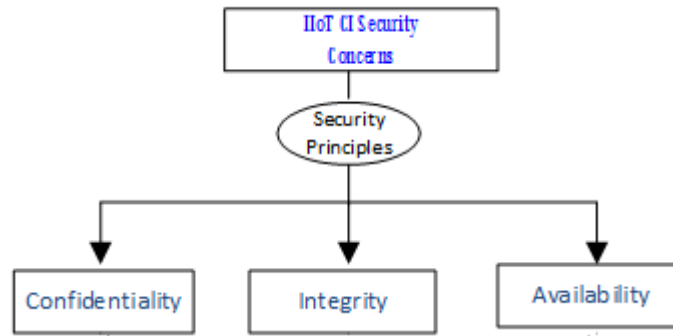 IIoT CI Security
Concerns
Security
Principles
Confidentiality
Integrity
Availability